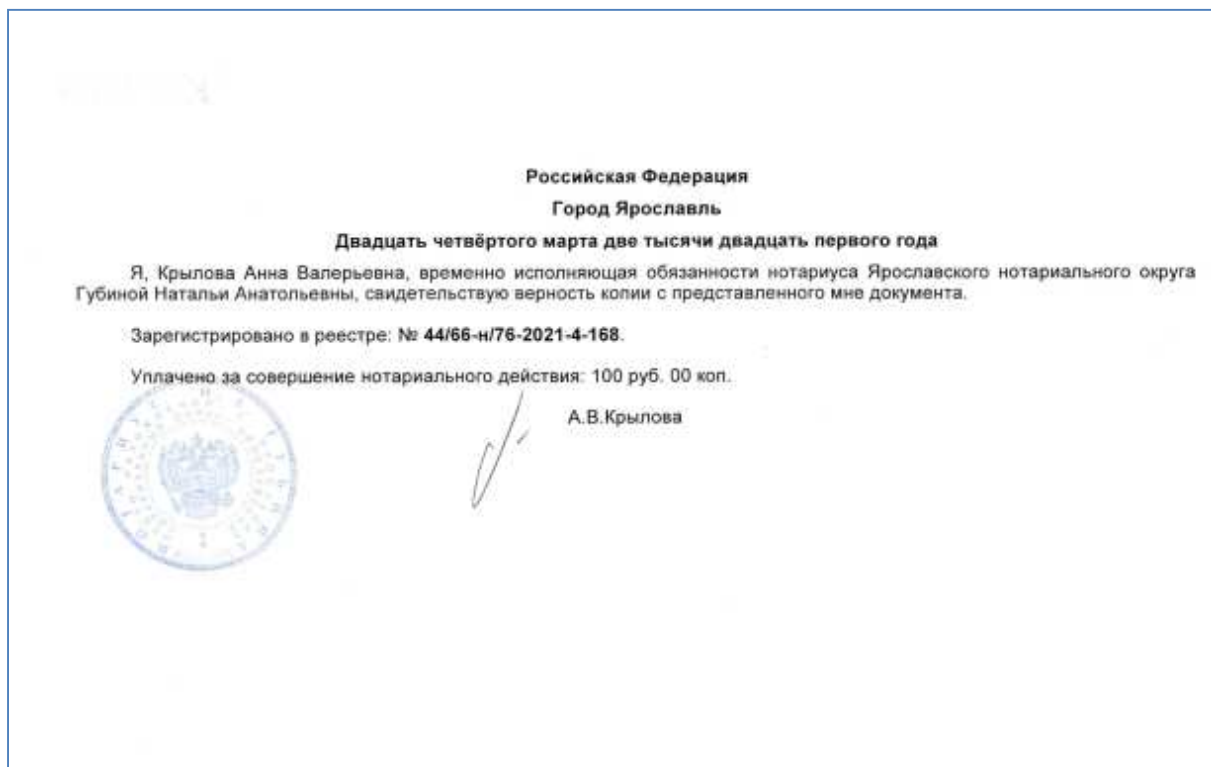 Российская Федерация
Город Ярославль
Двадцать четвёртого марта две тысячи двадцать первого года
Я, Крылова Анна Валерьевна, временно исполняющая обязанности нотариуса Ярославского нотариального округа
Губиной Натальи Анатольевны, свидетельствую верность копии с представленного мне документа.
Зарегистрировано в реестре: № 44/66-н/76-2021-4-168.
Уплачено за совершение нотариального действия: 100 руб. 00 коп.
А.В.Крылова